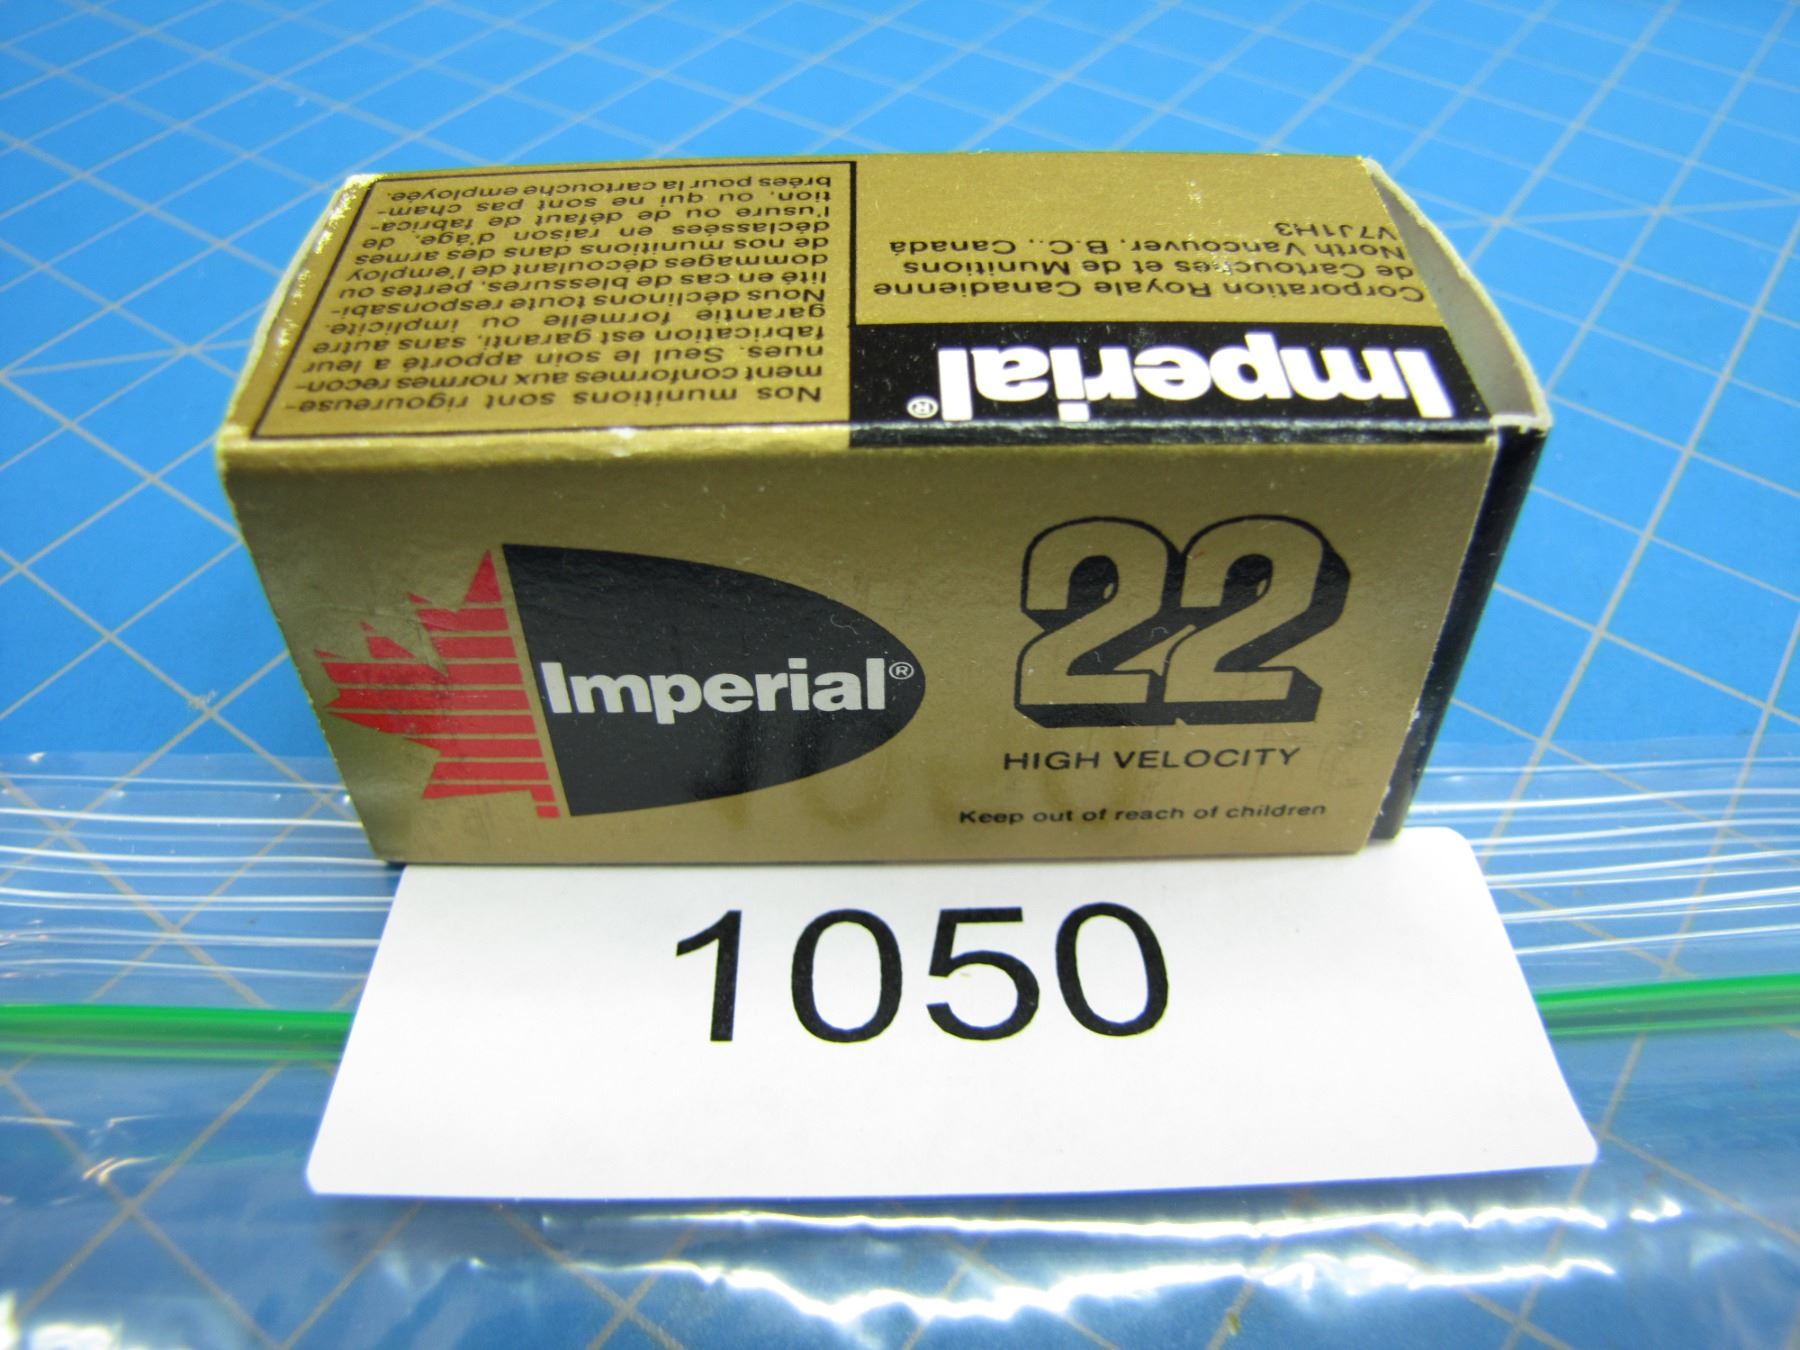 Nos munitions sont rigoureuse-
ment conformes aux normes recon-
nues. Seul le soin apporté a leur
fabrication est garanti, sans autre
garantie formelle ou implicite.
Nous déclinons toute responsabi-
lité en cas de blessures, pertes ou
dommages découlant de l'employ
de nos munitions dans des armes
déclassées en raison d'âge, de
l'usure ou de défaut de fabrica-
tion, ou qui ne sont pas cham-
brées pour la cartouche employée.
Imperial®
Corporation Royale Canadienne
de Cartouches et de Munitions
North Vancouver, B.C., Canadá
V7J1H3
Imperial®
22
HIGH VELOCITY
Keep out of reach of children
1050